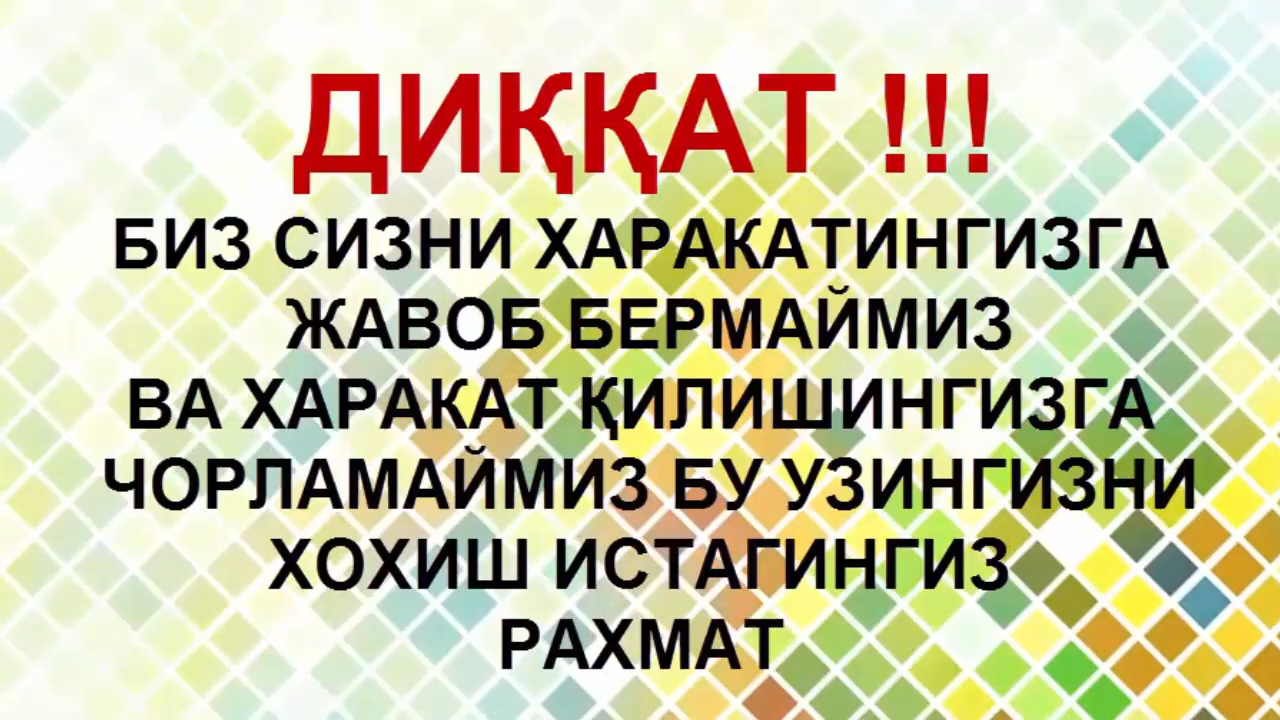 ДИҚҚАТ !!!
БИЗ СИЗНИ ХАРАКАТИНГИЗГА
ЖАВОБ БЕРМАЙМИЗ
ВА ХАРАКАТ ҚИЛИШИНГИЗГА
ЧОРЛАМАЙМИЗ БУ УЗИНГИЗНИ
ХОХИШ ИСТАГИНГИЗ
РАХМАТ